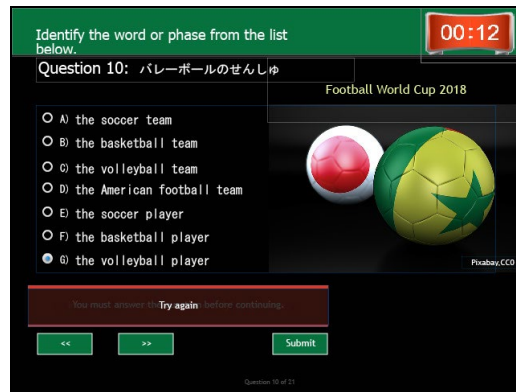 Identify the word or phase from the list
below.
00:12
Question 10: バレーボールのせんしゅ
Football World Cup 2018
A) the soccer team
B) the basketball team
C) the volleyball team
D) the American football team
E) the soccer player
F) the basketball player
G) the volleyball player
Pixabay,CC0
Try again
<<
>>
Submit
Question 10 of 21